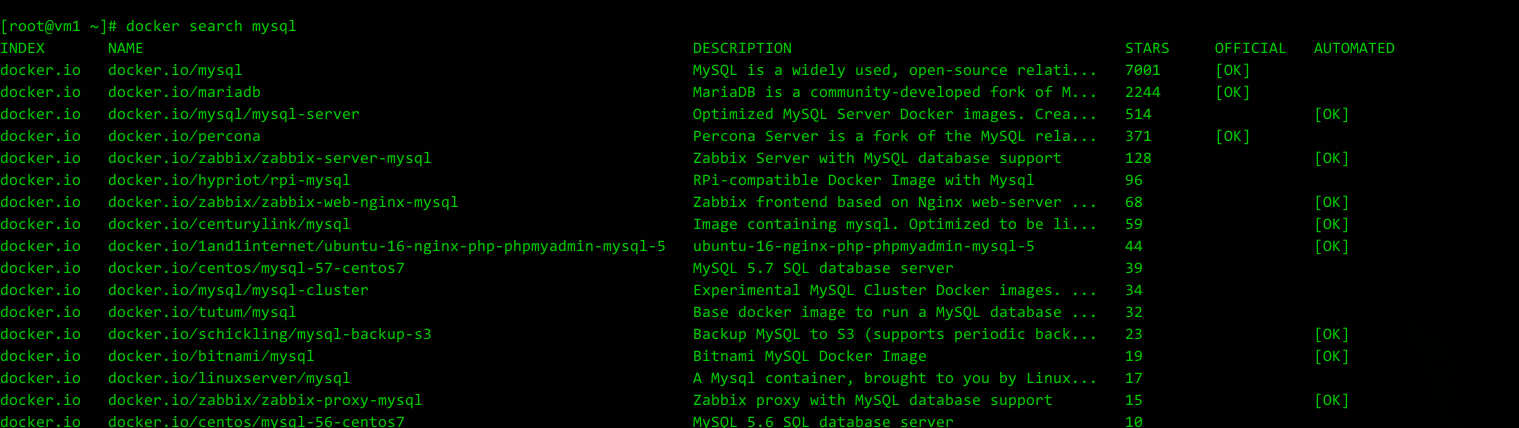 [root@vm1 ~]# docker search mysql
INDEX NAME DESCRIPTION STARS OFFICIAL AUTOMATED
docker.io docker.io/mysql MySQL is a widely used, open-source relati... 7001 [OK]
docker.io docker.io/mariadb MariaDB is a community-developed fork of M... 2244 [OK]
docker.io docker.io/mysql/mysql-server Optimized MySQL Server Docker images. Crea... 514 [OK]
docker.io docker.io/percona Percona Server is a fork of the MySQL rela... 371 [OK]
docker.io docker.io/zabbix/zabbix-server-mysql Zabbix Server with MySQL database support 128 [OK]
docker.io docker.io/hypriot/rpi-mysql RPi-compatible Docker Image with Mysql 96
docker.io docker.io/zabbix/zabbix-web-nginx-mysql Zabbix frontend based on Nginx web-server ... 68 [OK]
docker.io docker.io/centurylink/mysql Image containing mysql. Optimized to be li... 59 [OK]
docker.io docker.io/1and1internet/ubuntu-16-nginx-php-phpmyadmin-mysql-5 ubuntu-16-nginx-php-phpmyadmin-mysql-5 44 [OK]
docker.io docker.io/centos/mysql-57-centos7 MySQL 5.7 SQL database server 39
docker.io docker.io/mysql/mysql-cluster Experimental MySQL Cluster Docker images. ... 34
docker.io docker.io/tutum/mysql Base docker image to run a MySQL database ... 32
docker.io docker.io/schickling/mysql-backup-s3 Backup MySQL to S3 (supports periodic back... 23 [OK]
docker.io docker.io/bitnami/mysql Bitnami MySQL Docker Image 19 [OK]
docker.io docker.io/linuxserver/mysql A Mysql container, brought to you by Linux... 17
docker.io docker.io/zabbix/zabbix-proxy-mysql Zabbix proxy with MySQL database support 15 [OK]
docker.io docker.io/centos/mysql-56-centos7 MySQL 5.6 SQL database server 10